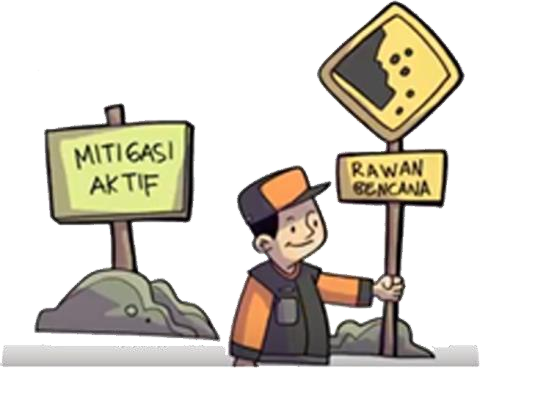 MITIGASI
AKTIF
RAWAN
BENCANA